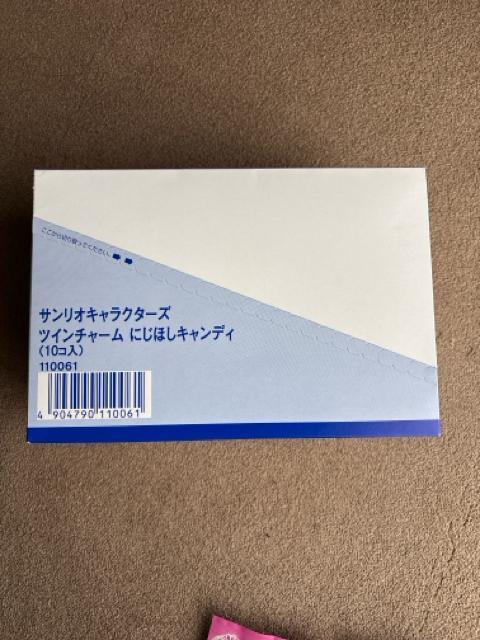 ここから切り取ってください。
サンリオキャラクターズ
ツインチャーム にじほしキャンディ
(10コ入)
110061
4 904790 110061